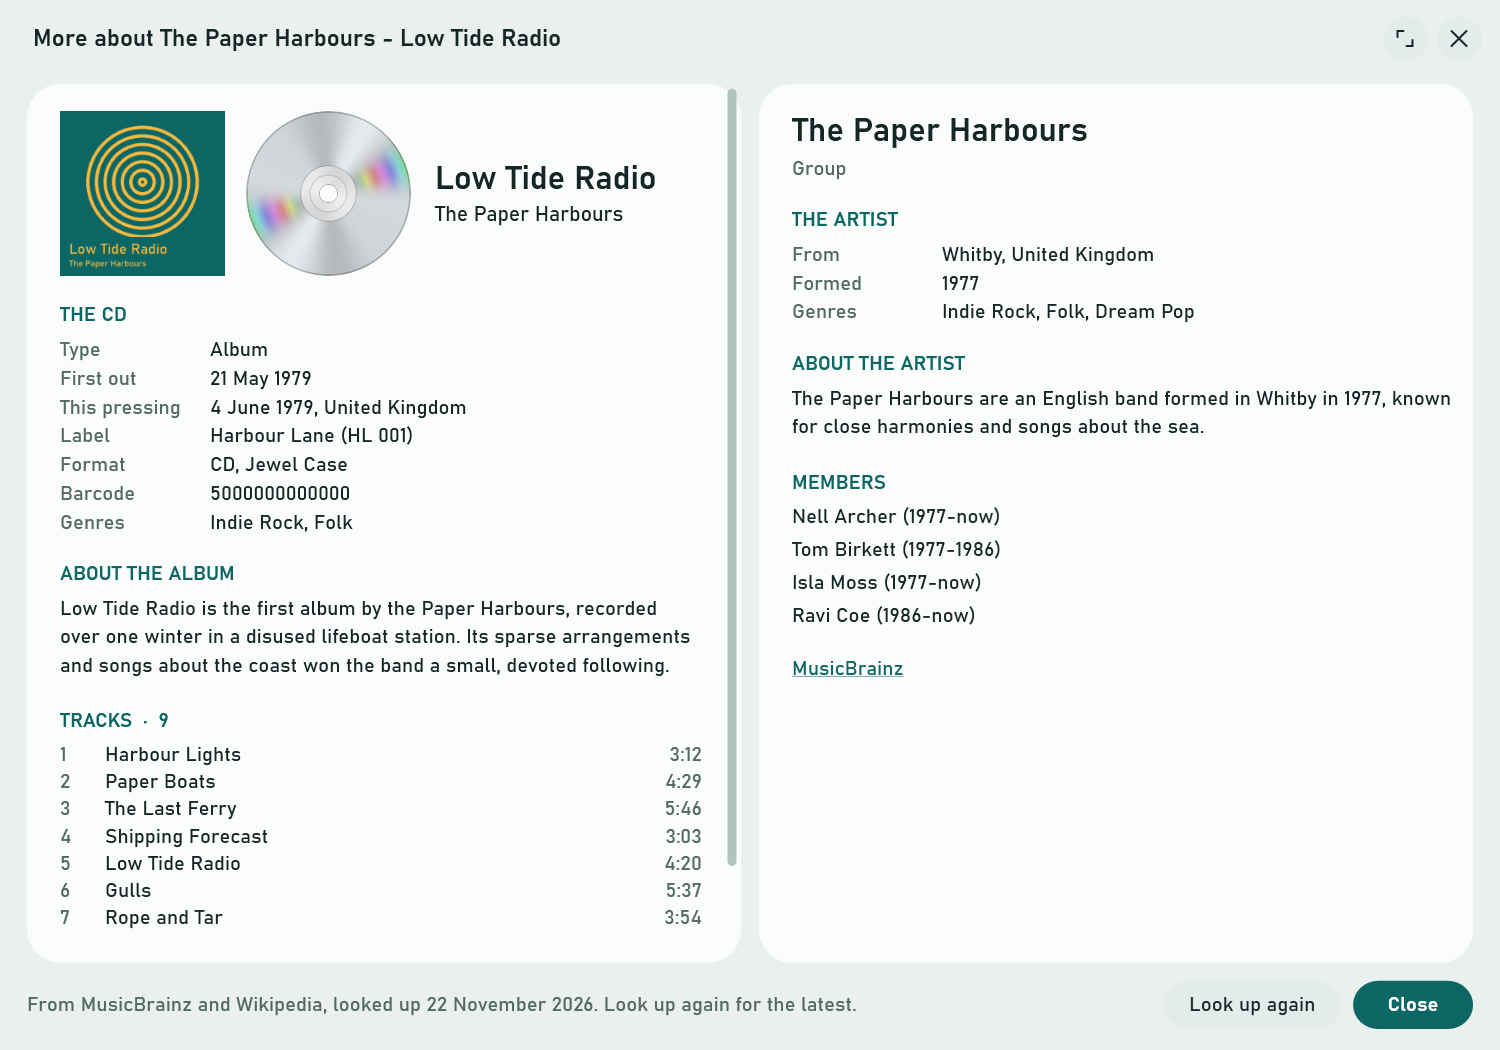 More about The Paper Harbours - Low Tide Radio
Low Tide Radio
The Paper Harbours
Low Tide Radio
The Paper Harbours
THE CD
Type Album
First out 21 May 1979
This pressing 4 June 1979, United Kingdom
Label Harbour Lane (HL 001)
Format CD, Jewel Case
Barcode 5000000000000
Genres Indie Rock, Folk
ABOUT THE ALBUM
Low Tide Radio is the first album by the Paper Harbours, recorded
over one winter in a disused lifeboat station. Its sparse arrangements
and songs about the coast won the band a small, devoted following.
TRACKS · 9
1 Harbour Lights 3:12
2 Paper Boats 4:29
3 The Last Ferry 5:46
4 Shipping Forecast 3:03
5 Low Tide Radio 4:20
6 Gulls 5:37
7 Rope and Tar 3:54
The Paper Harbours
Group
THE ARTIST
From Whitby, United Kingdom
Formed 1977
Genres Indie Rock, Folk, Dream Pop
ABOUT THE ARTIST
The Paper Harbours are an English band formed in Whitby in 1977, known
for close harmonies and songs about the sea.
MEMBERS
Nell Archer (1977-now)
Tom Birkett (1977-1986)
Isla Moss (1977-now)
Ravi Coe (1986-now)
MusicBrainz
From MusicBrainz and Wikipedia, looked up 22 November 2026. Look up again for the latest.
Look up again
Close